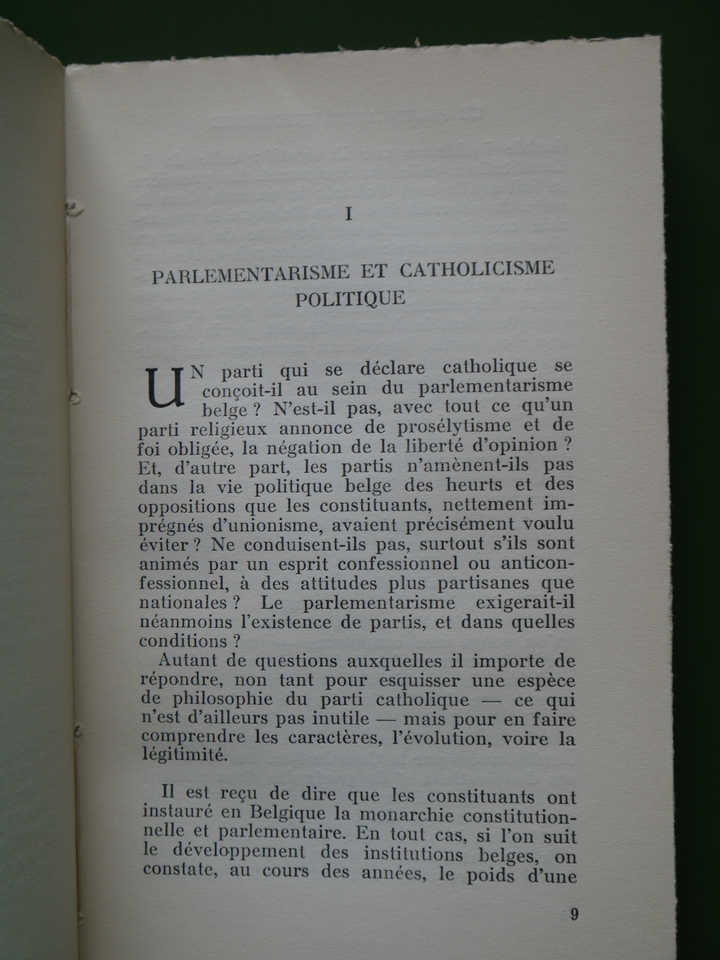 I
PARLEMENTARISME ET CATHOLICISME
POLITIQUE
UN parti qui se déclare catholique se
conçoit-il au sein du parlementarisme
belge ? N'est-il pas, avec tout ce qu'un
parti religieux annonce de prosélytisme et de
foi obligée, la négation de la liberté d'opinion ?
Et, d'autre part, les partis n'amènent-ils pas
dans la vie politique belge des heurts et des
oppositions que les constituants, nettement im-
prégnés d'unionisme, avaient précisément voulu
éviter ? Ne conduisent-ils pas, surtout s'ils sont
animés par un esprit confessionnel ou anticon-
fessionnel, à des attitudes plus partisanes que
nationales ? Le parlementarisme exigerait-il
néanmoins l'existence de partis, et dans quelles
conditions ?
Autant de questions auxquelles il importe de
répondre, non tant pour esquisser une espèce
de philosophie du parti catholique — ce qui
n'est d'ailleurs pas inutile — mais pour en faire
comprendre les caractères, l'évolution, voire la
légitimité.
Il est reçu de dire que les constituants ont
instauré en Belgique la monarchie constitution-
nelle et parlementaire. En tout cas, si l'on suit
le développement des institutions belges, on
constate, au cours des années, le poids d'une
9